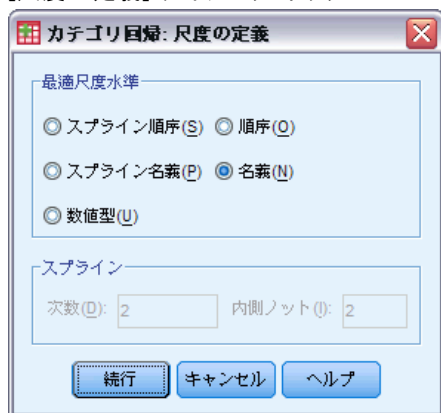 カテゴリ回帰: 尺度の定義
最適尺度水準
スプライン順序(S) 順序(O)
スプライン名義(P) 名義(N)
数値型(U)
スプライン
次数(D): 2 内側ノット(I): 2
続行 キャンセル ヘルプ